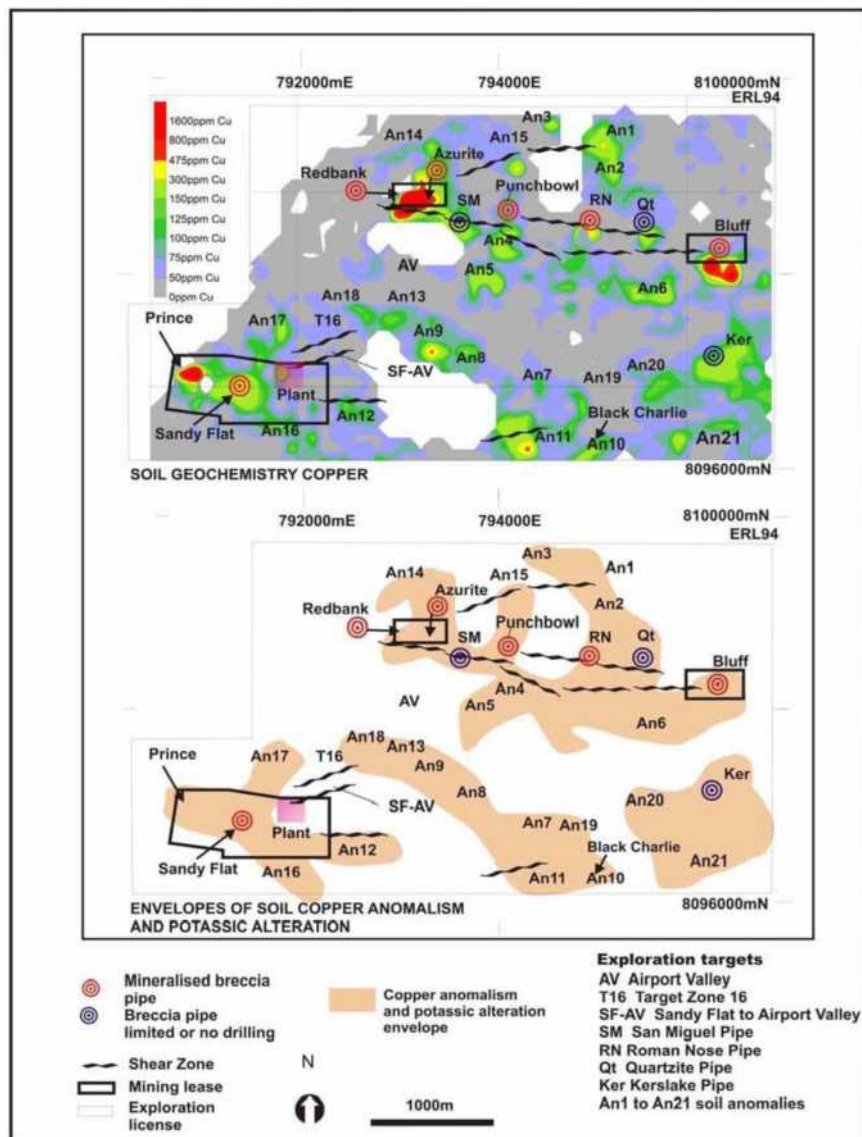 792000mE 794000E 8100000mN
ERL94
1600ppm Cu
800ppm Cu
475ppm Cu
300ppm Cu
150ppm Cu
125ppm Cu
100ppm Cu
75ppm Cu
50ppm Cu
0ppm Cu
An3
An14 An15 An1
Azurite An2
Redbank Punchbowl
SM RN Qt
An4 Bluff
AV An5
An18 An13 An6
Prince An17 T16 An9 Ker
An8 An20
SF-AV An7 An19
Plant
An12 Black Charlie
Sandy Flat An16 An11 An10 An21
SOIL GEOCHEMISTRY COPPER 8096000mN
792000mE 794000E 8100000mN
ERL94
An3
An14 An15 An1
Azurite An2
Redbank Punchbowl
SM RN Qt
Bluff
An4
AV An5 An6
An18 An13
Prince An17 T16 An9 Ker
An8 An20
SF-AV An7 An19
Plant
An12 Black Charlie
Sandy Flat An21
An16 An11 An10
8096000mN
ENVELOPES OF SOIL COPPER ANOMALISM
AND POTASSIC ALTERATION
Mineralised breccia
pipe
Breccia pipe
limited or no drilling
Shear Zone
Mining lease
Exploration
license
Copper anomalism
and potassic alteration
envelope
N
1000m
Exploration targets
AV Airport Valley
T16 Target Zone 16
SF-AV Sandy Flat to Airport Valley
SM San Miguel Pipe
RN Roman Nose Pipe
Qt Quartzite Pipe
Ker Kerslake Pipe
An1 to An21 soil anomalies